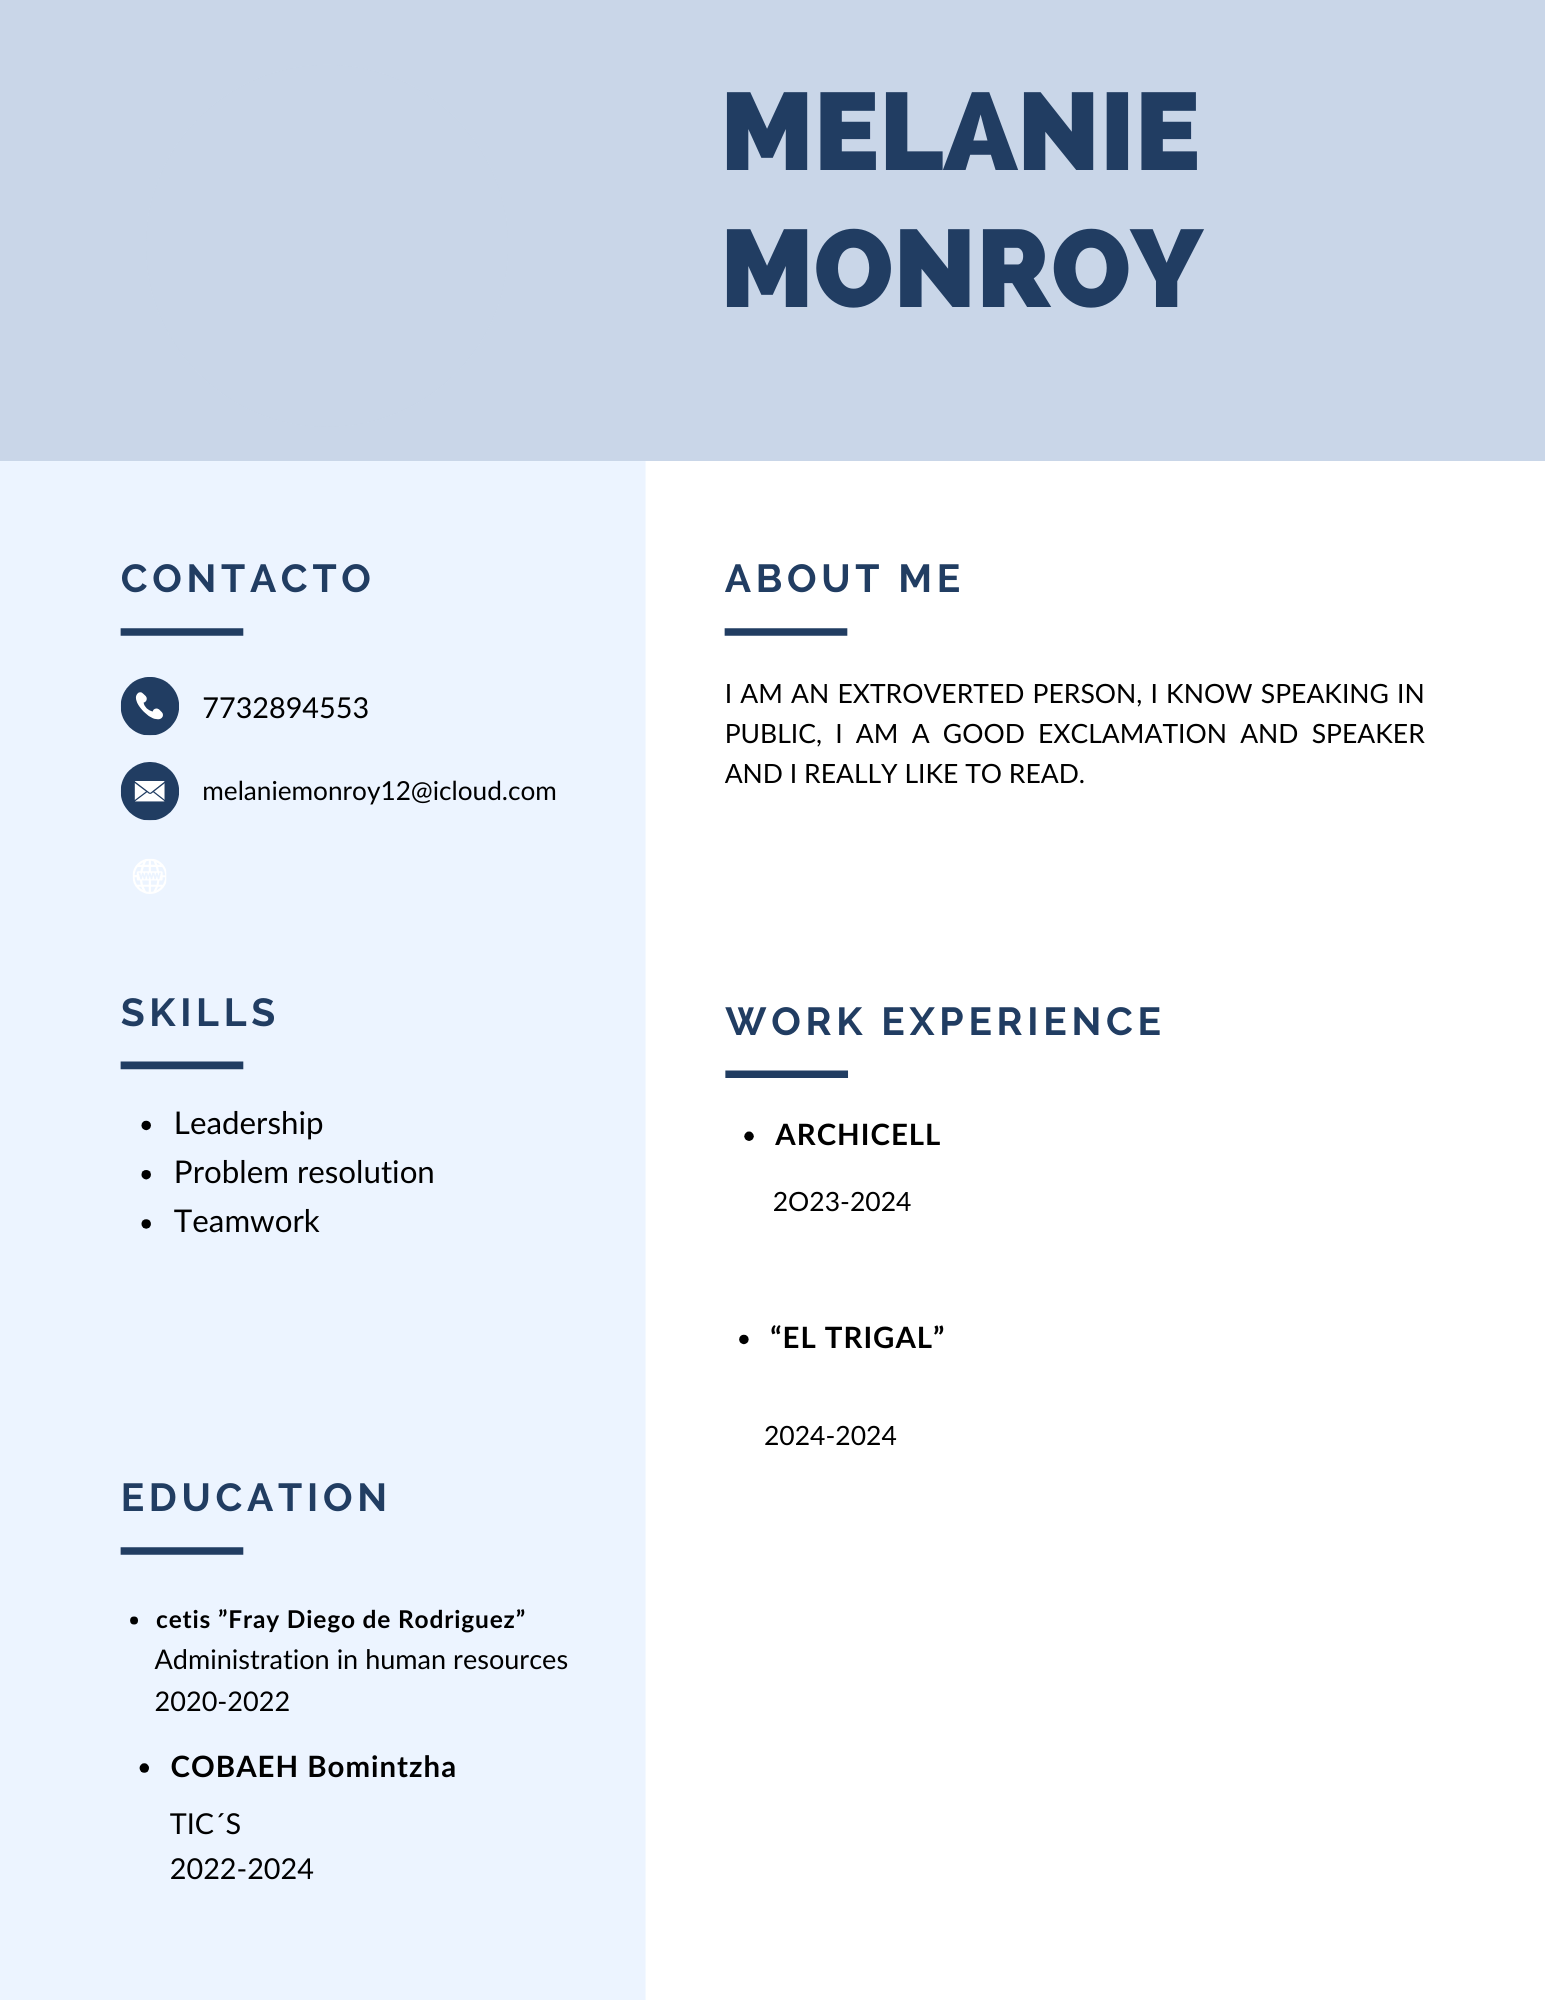 MELANIE
MONROY
CONTACTO
7732894553
melaniemonroy12@icloud.com
SKILLS
• Leadership
• Problem resolution
• Teamwork
EDUCATION
• cetis ”Fray Diego de Rodriguez”
Administration in human resources
2020-2022
• COBAEH Bomintzha
TIC´S
2022-2024
ABOUT ME
I AM AN EXTROVERTED PERSON, I KNOW SPEAKING IN
PUBLIC, I AM A GOOD EXCLAMATION AND SPEAKER
AND I REALLY LIKE TO READ.
WORK EXPERIENCE
• ARCHICELL
2O23-2024
• “EL TRIGAL”
2024-2024